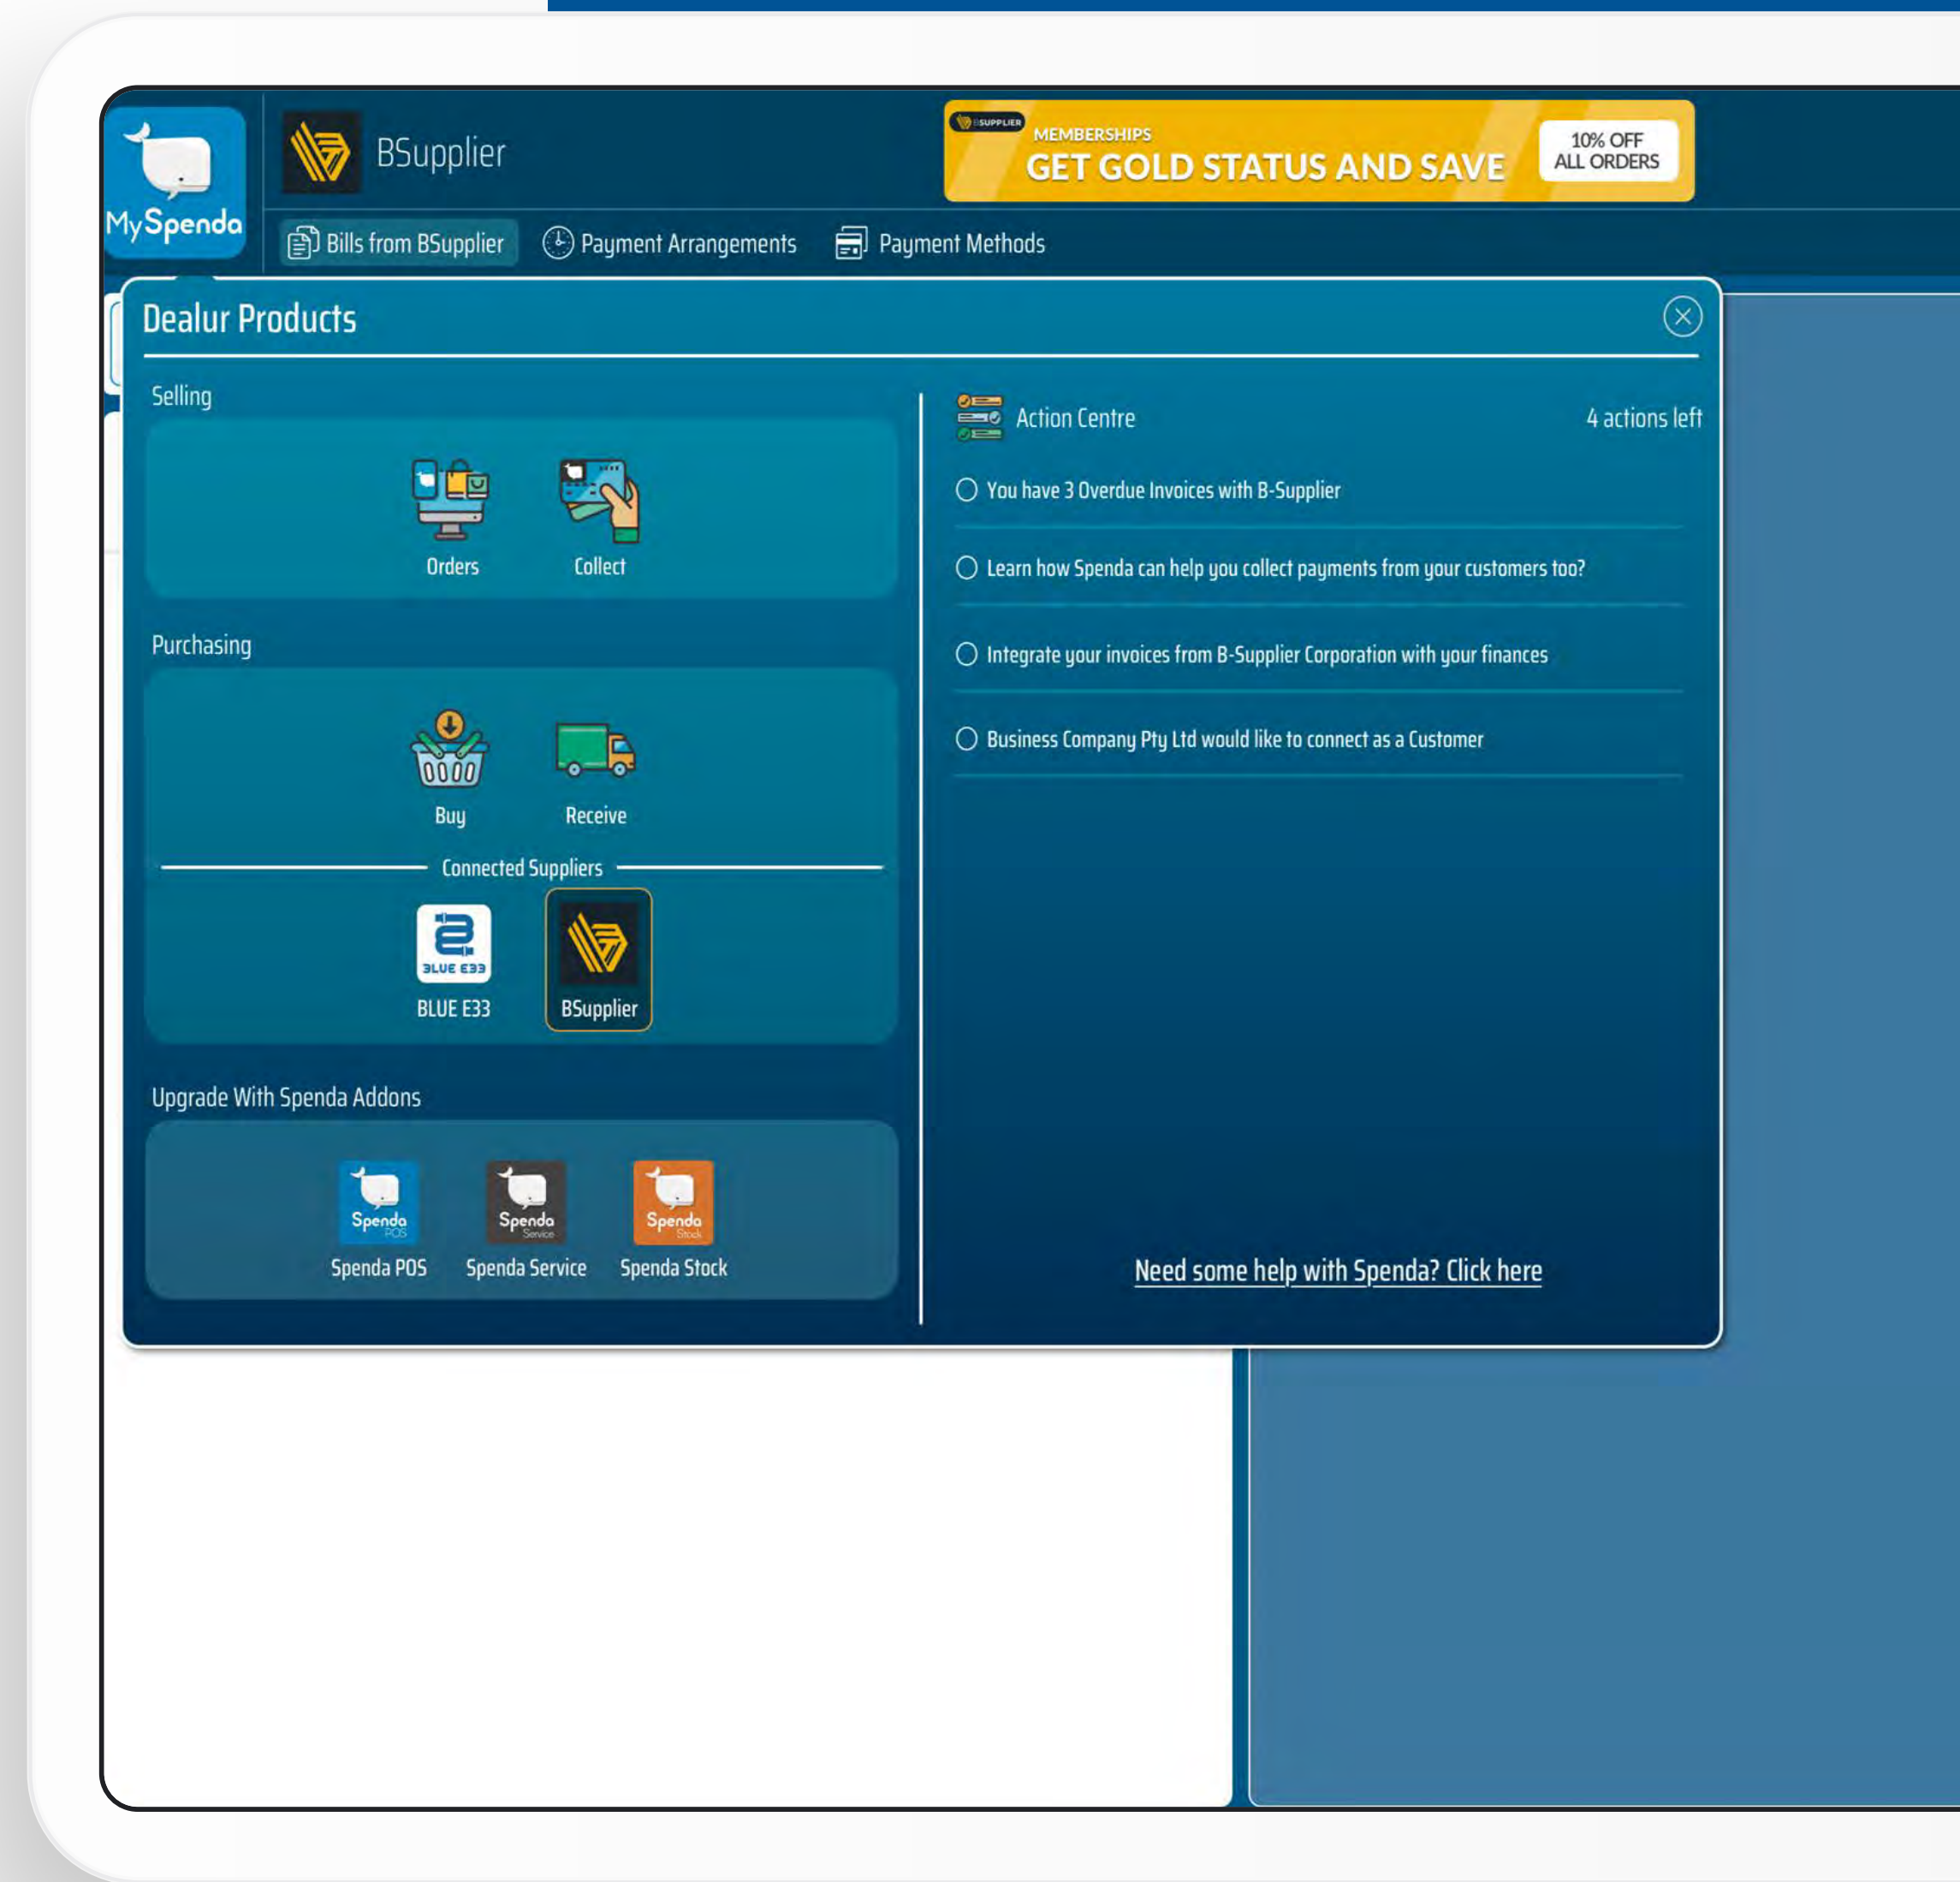 MySpenda
BSupplier
BSUPPLIER
MEMBERSHIPS
GET GOLD STATUS AND SAVE
10% OFF
ALL ORDERS
Bills from BSupplier
Payment Arrangements
Payment Methods
Dealur Products
Selling
Orders
Collect
Purchasing
Buy
Receive
Connected Suppliers
BLUE E33
BLUE E33
BSupplier
Upgrade With Spenda Addons
Spenda
POS
Spenda POS
Spenda
Service
Spenda Service
Spenda
Stock
Spenda Stock
Action Centre
4 actions left
You have 3 Overdue Invoices with B-Supplier
Learn how Spenda can help you collect payments from your customers too?
Integrate your invoices from B-Supplier Corporation with your finances
Business Company Pty Ltd would like to connect as a Customer
Need some help with Spenda? Click here